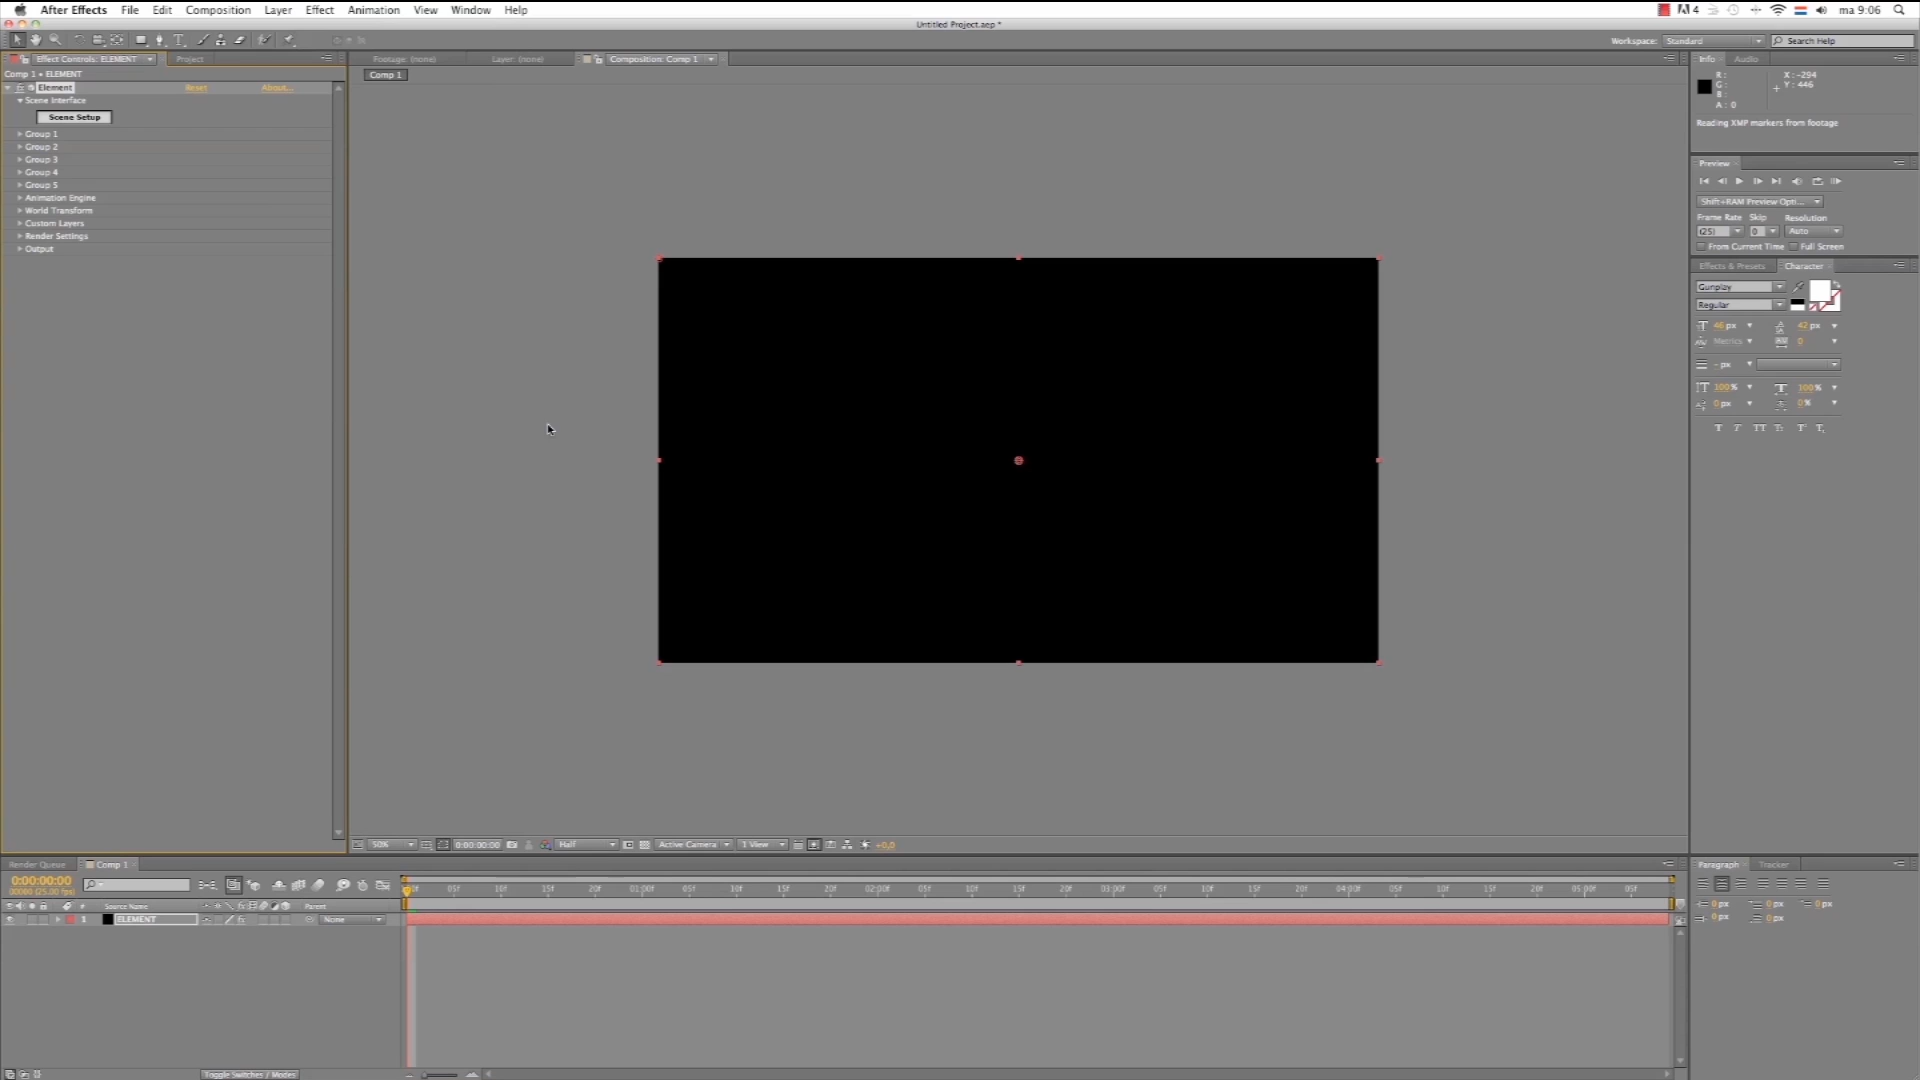 After Effects File Edit Composition Layer Effect Animation View Window Help
4 ma 9:06
Untitled Project.aep *
Workspace: Standard Search Help
Effect Controls: ELEMENT Project
Footage: (none) Layer: (none) Composition: Comp 1
Info Audio
Comp 1 • ELEMENT
Comp 1
Element Reset About...
Scene Interface
Scene Setup
Group 1
Group 2
Group 3
Group 4
Group 5
Animation Engine
World Transform
Custom Layers
Render Settings
Output
R:
G:
B:
A: 0
X: -294
Y: 446
Reading XMP markers from footage
Preview
Shift+RAM Preview Opti...
Frame Rate Skip Resolution
(25) 0 Auto
From Current Time Full Screen
Effects & Presets Character
Gunplay
Regular
46 px 42 px
Metrics 0
- px
100% 100%
0 px 0%
T T TT Tt T T
50% 0:00:00:00 Half Active Camera 1 View +0,0
Render Queue Comp 1
0:00:00:00
00000 (25.00 fps)
05f 10f 15f 20f 01:00f 05f 10f 15f 20f 02:00f 05f 10f 15f 20f 03:00f 05f 10f 15f 20f 04:00f 05f 10f 15f 20f 05:00f 05f
# Source Name Parent
1 ELEMENT None
Toggle Switches / Modes
Paragraph Tracker
0 px 0 px 0 px
0 px 0 px